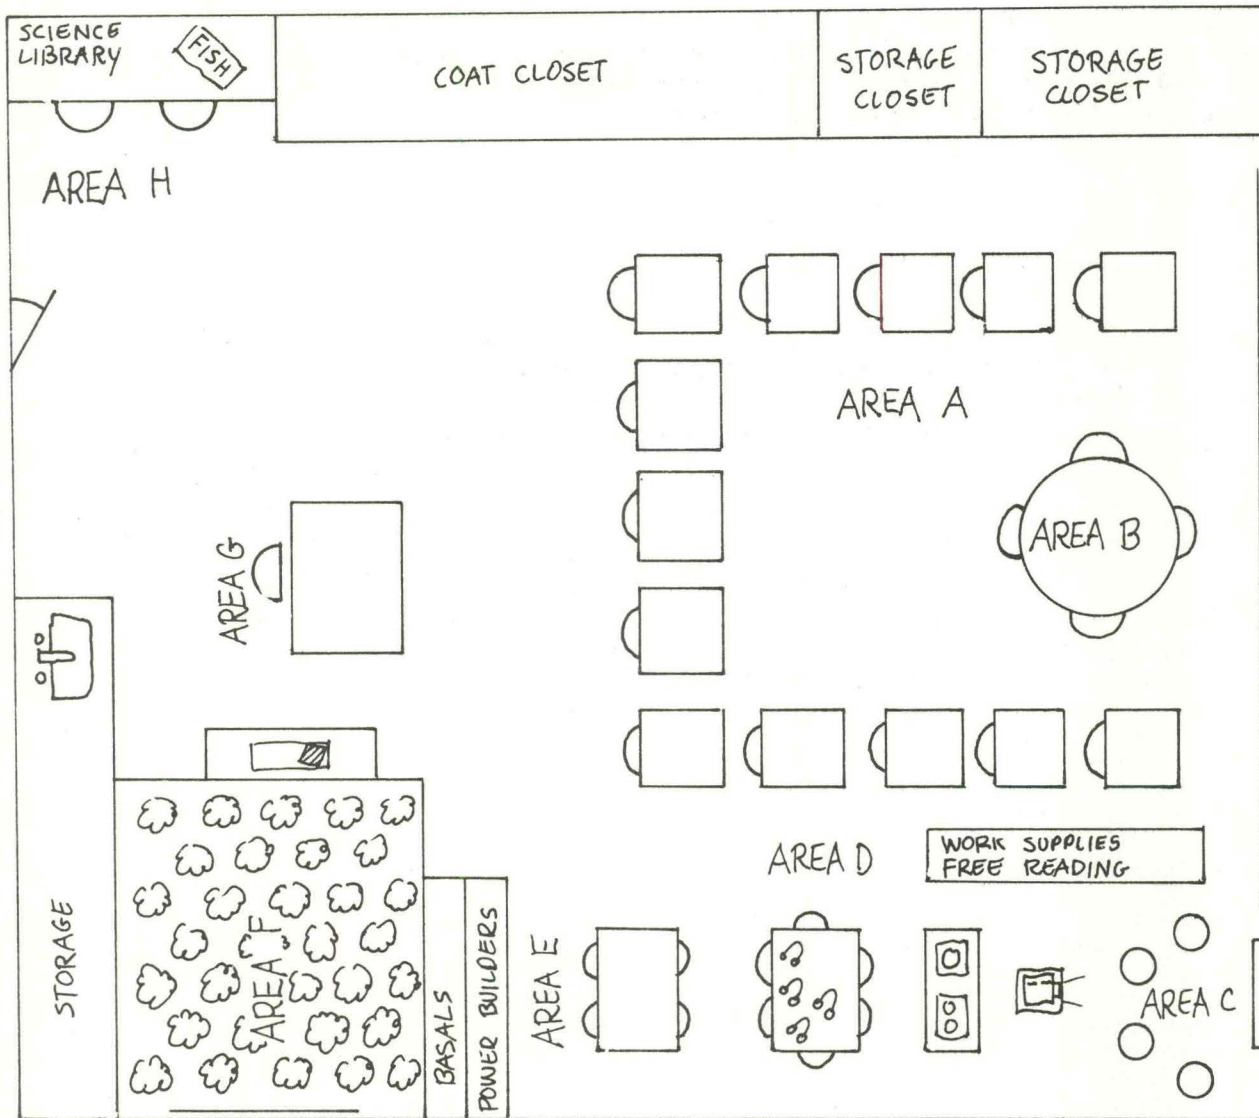 SCIENCE
LIBRARY
FISH
COAT CLOSET
STORAGE
CLOSET
STORAGE
CLOSET
AREA H
AREA A
AREA B
AREA G
AREA D
WORK SUPPLIES
FREE READING
STORAGE
AREA F
BASALS
POWER BUILDERS
AREA E
AREA C